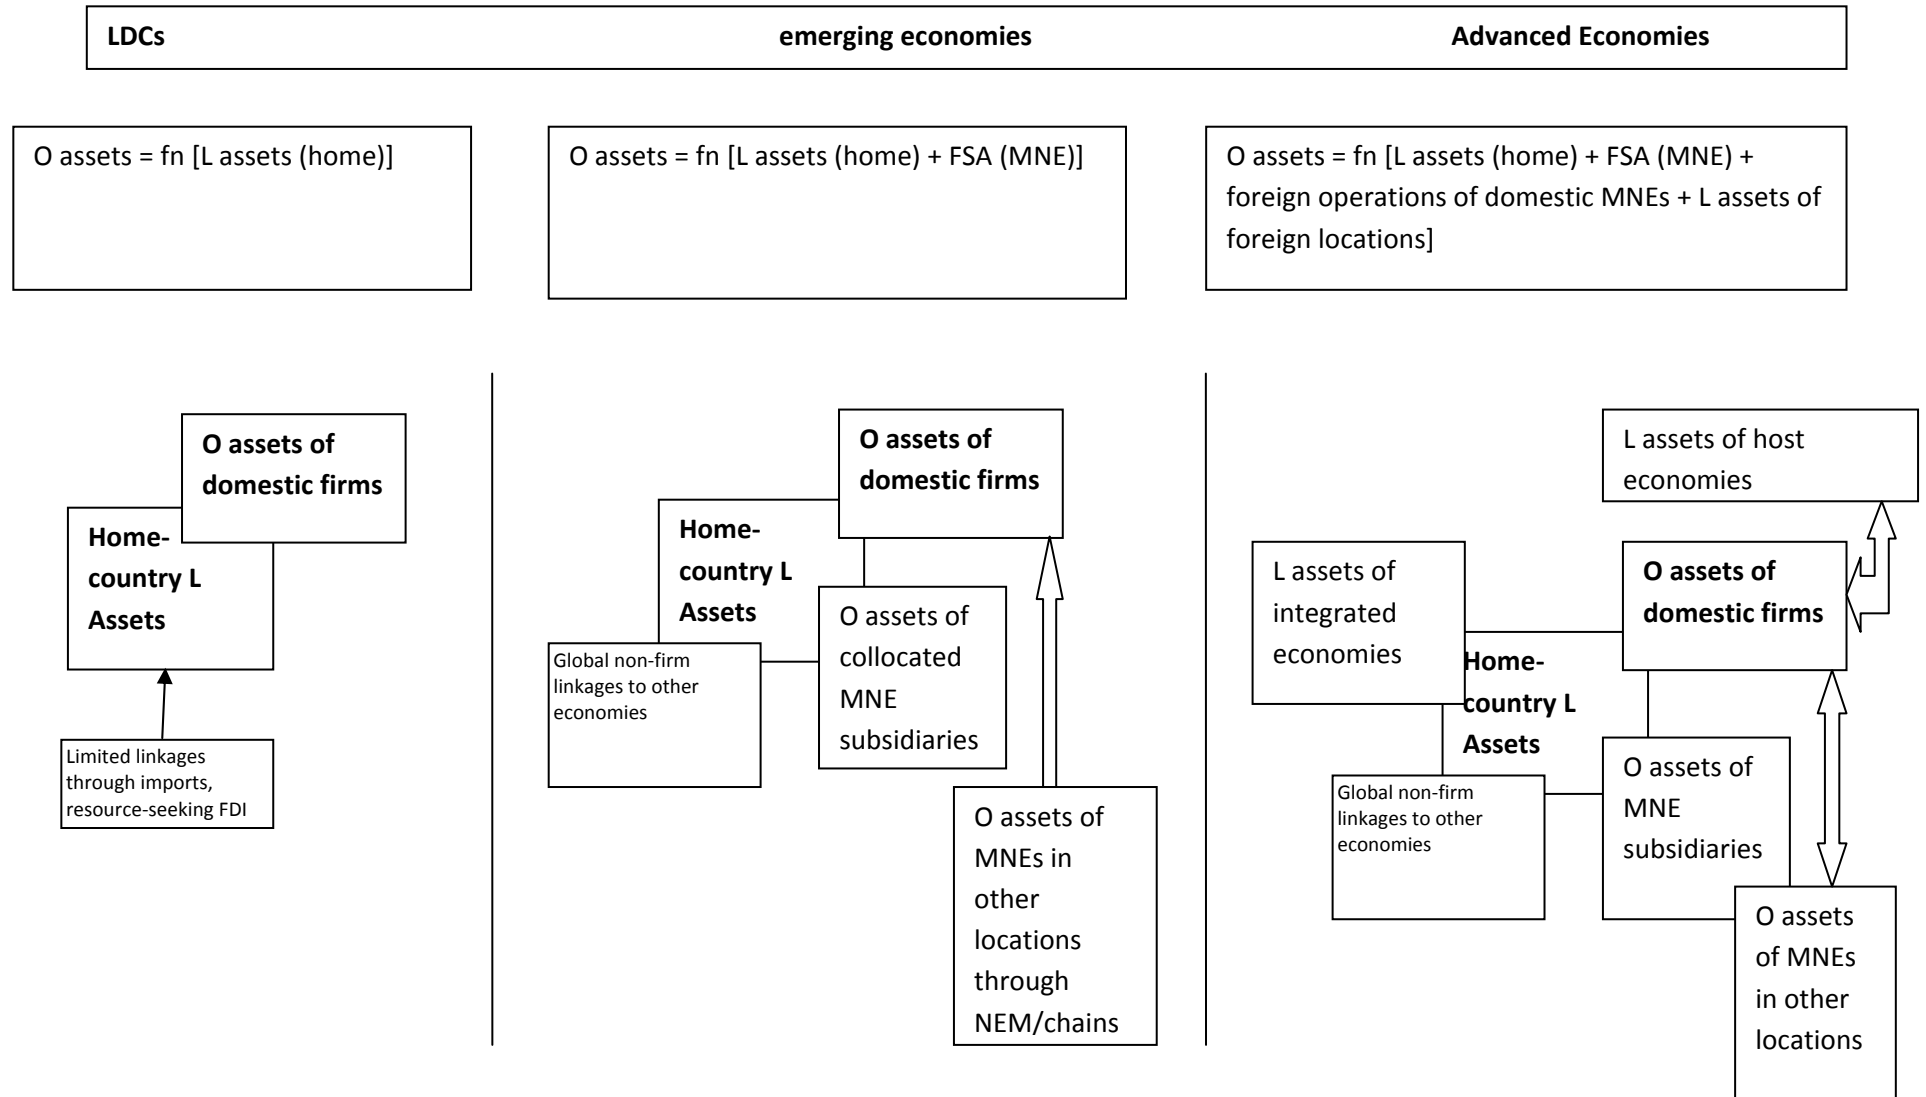 LDCs emerging economies Advanced Economies
O assets = fn [L assets (home)]
O assets = fn [L assets (home) + FSA (MNE)]
O assets = fn [L assets (home) + FSA (MNE) +
foreign operations of domestic MNEs + L assets of
foreign locations]
O assets of
domestic firms
Home-
country L
Assets
Limited linkages
through imports,
resource-seeking FDI
O assets of
domestic firms
Home-
country L
Assets
Global non-firm
linkages to other
economies
O assets of
collocated
MNE
subsidiaries
O assets of
MNEs in
other
locations
through
NEM/chains
L assets of host
economies
L assets of
integrated
economies
O assets of
domestic firms
Home-
country L
Assets
Global non-firm
linkages to other
economies
O assets of
MNE
subsidiaries
O assets
of MNEs
in other
locations